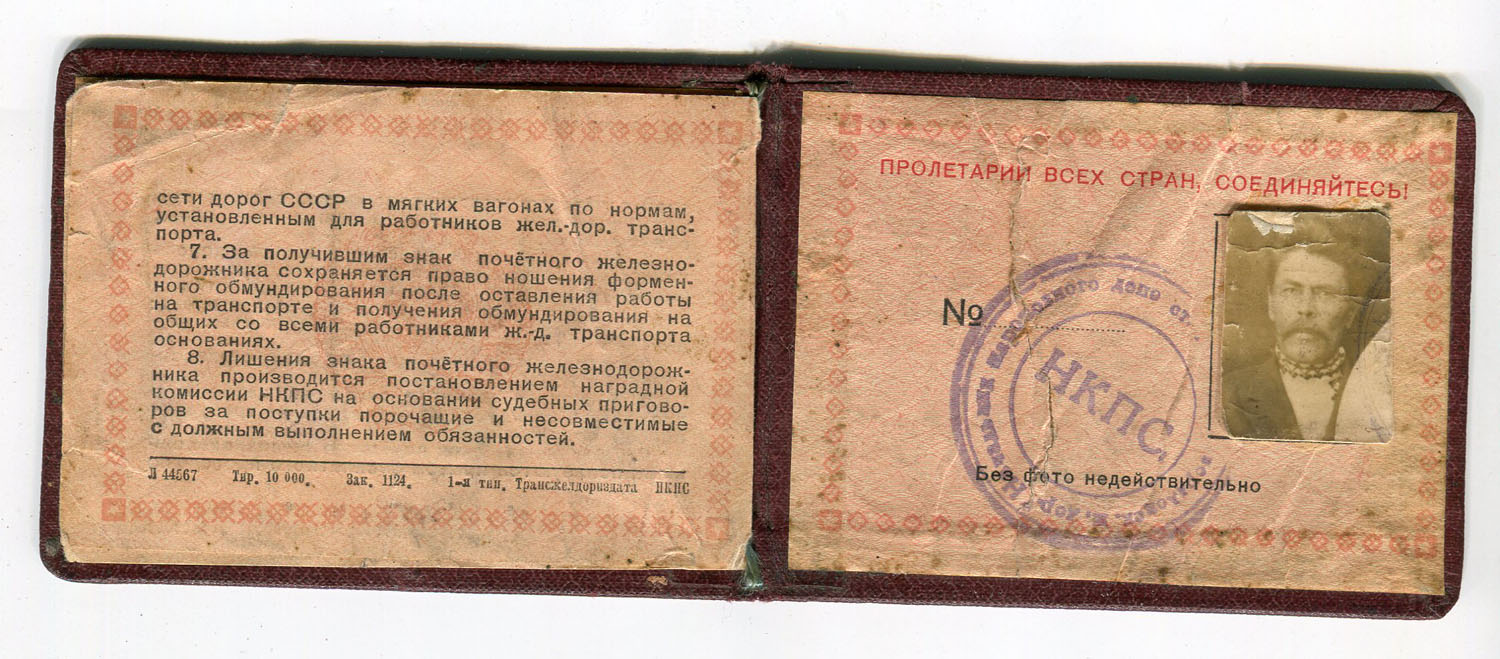 сети дорог СССР в мягких вагонах по нормам,
установленным для работников жел.-дор. транс-
порта.
7. За получившим знак почётного железно-
дорожника сохраняется право ношения формен-
ного обмундирования после оставления работы
на транспорте и получения обмундирования на
общих со всеми работниками ж.-д. транспорта
основаниях.
8. Лишения знака почётного железнодорож-
ника производится постановлением наградной
комиссии НКПС на основании судебных пригово-
ров за поступки порочащие и несовместимые
с должным выполнением обязанностей.
Л 44567 Тир. 10 000. Зак. 1124. 1-я тип. Трансжелдориздата НКПС
ПРОЛЕТАРИИ ВСЕХ СТРАН, СОЕДИНЯЙТЕСЬ!
№
НКПС.
депо
Без фото недействительно